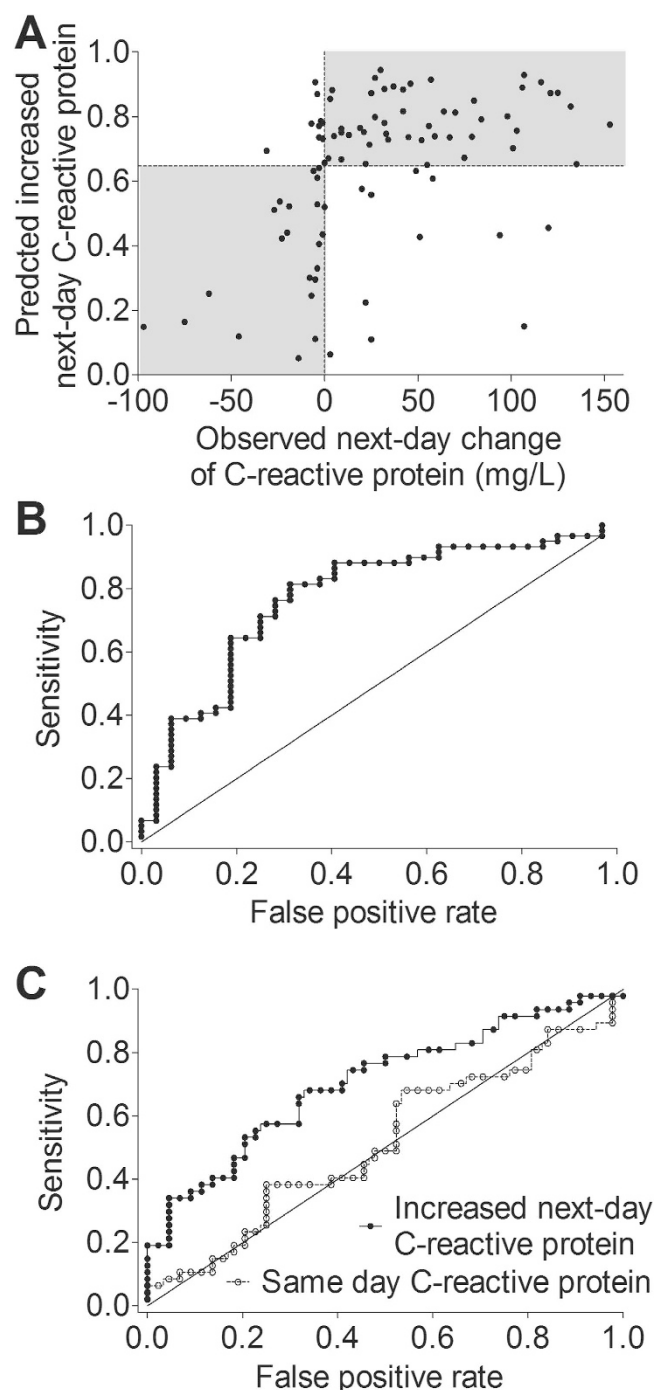 A
Predcted increased
next-day C-reactive protein
1.0
0.8
0.6
0.4
0.2
0.0
-100
-50
0
50
100
150
Observed next-day change
of C-reactive protein (mg/L)
B
Sensitivity
1.0
0.8
0.6
0.4
0.2
0.0
0.0
0.2
0.4
0.6
0.8
1.0
False positive rate
C
Sensitivity
1.0
0.8
0.6
0.4
0.2
0.0
Increased next-day
C-reactive protein
Same day C-reactive protein
0.0
0.2
0.4
0.6
0.8
1.0
False positive rate